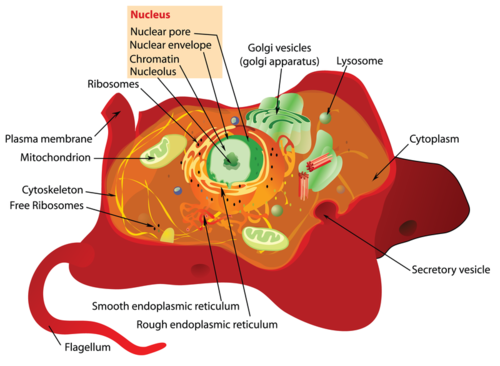 Nucleus
Nuclear pore
Nuclear envelope
Chromatin
Nucleolus
Ribosomes
Golgi vesicles
(golgi apparatus)
Lysosome
Plasma membrane
Mitochondrion
Cytoplasm
Cytoskeleton
Free Ribosomes
Secretory vesicle
Smooth endoplasmic reticulum
Rough endoplasmic reticulum
Flagellum